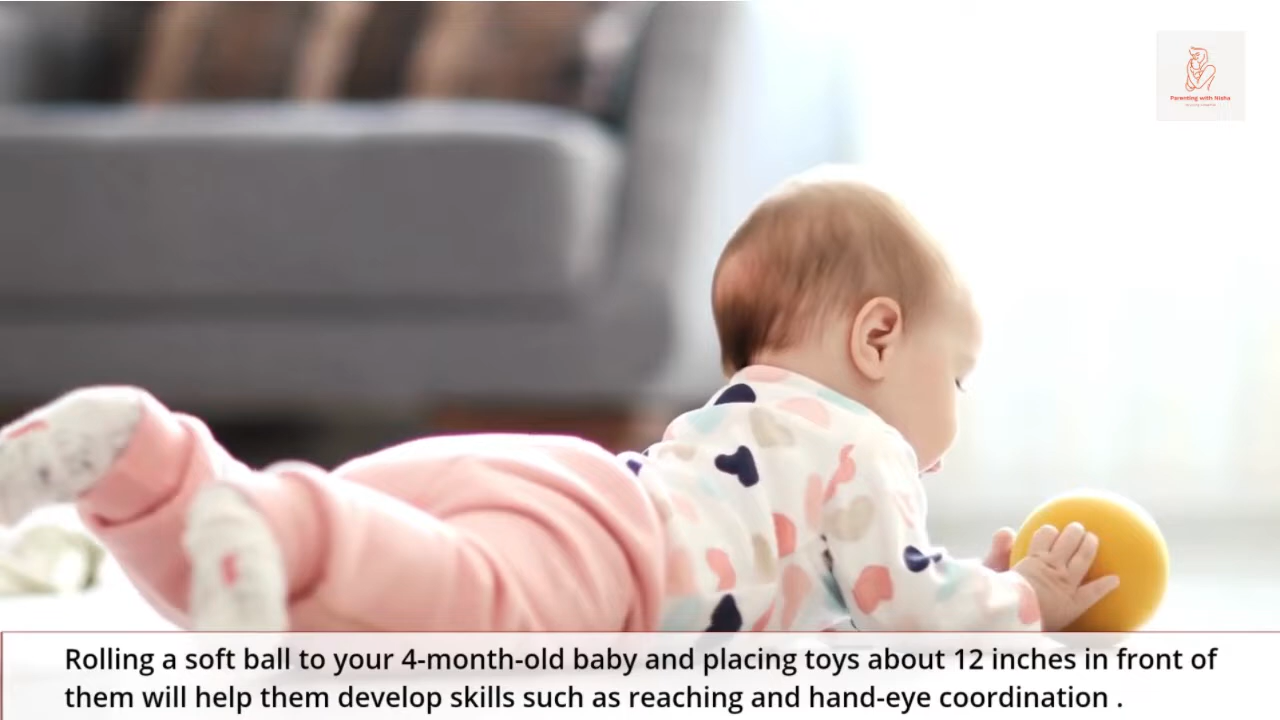 Parenting with Nisha
Rolling a soft ball to your 4-month-old baby and placing toys about 12 inches in front of
them will help them develop skills such as reaching and hand-eye coordination .